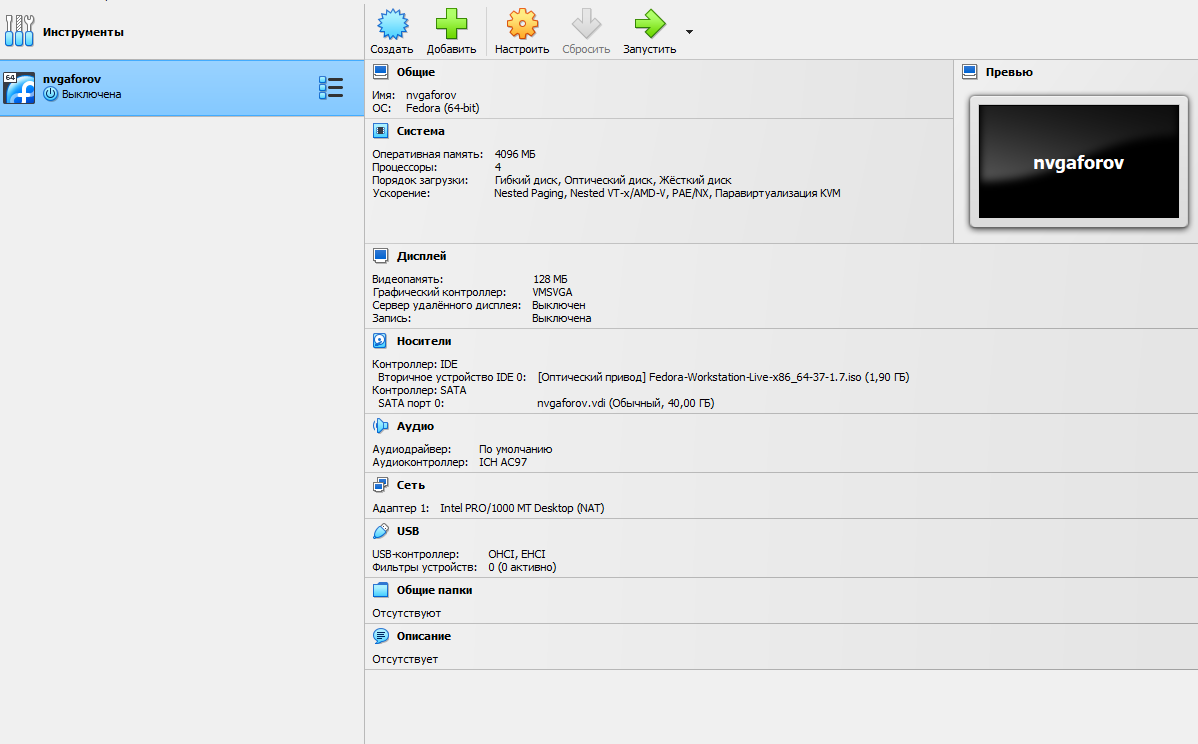 Инструменты
64
nvgaforov
Выключена
Создать Добавить Настроить Сбросить Запустить
Общие
Имя: nvgaforov
ОС: Fedora (64-bit)
Превью
nvgaforov
Система
Оперативная память: 4096 МБ
Процессоры: 4
Порядок загрузки: Гибкий диск, Оптический диск, Жёсткий диск
Ускорение: Nested Paging, Nested VT-x/AMD-V, PAE/NX, Паравиртуализация KVM
Дисплей
Видеопамять: 128 МБ
Графический контроллер: VMSVGA
Сервер удалённого дисплея: Выключен
Запись: Выключена
Носители
Контроллер: IDE
Вторичное устройство IDE 0: [Оптический привод] Fedora-Workstation-Live-x86_64-37-1.7.iso (1,90 ГБ)
Контроллер: SATA
SATA порт 0: nvgaforov.vdi (Обычный, 40,00 ГБ)
Аудио
Аудиодрайвер: По умолчанию
Аудиоконтроллер: ICH AC97
Сеть
Адаптер 1: Intel PRO/1000 MT Desktop (NAT)
USB
USB-контроллер: OHCI, EHCI
Фильтры устройств: 0 (0 активно)
Общие папки
Отсутствуют
Описание
Отсутствует